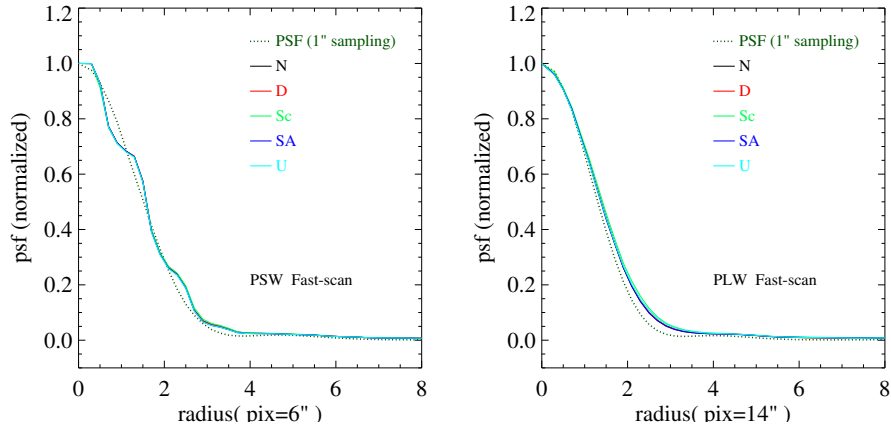 1.2
1.0
0.8
0.6
0.4
0.2
0.0
psf (normalized)
PSF (1" sampling)
N
D
Sc
SA
U
PSW Fast-scan
0 2 4 6 8
radius( pix=6" )
1.2
1.0
0.8
0.6
0.4
0.2
0.0
psf (normalized)
PSF (1" sampling)
N
D
Sc
SA
U
PLW Fast-scan
0 2 4 6 8
radius( pix=14" )